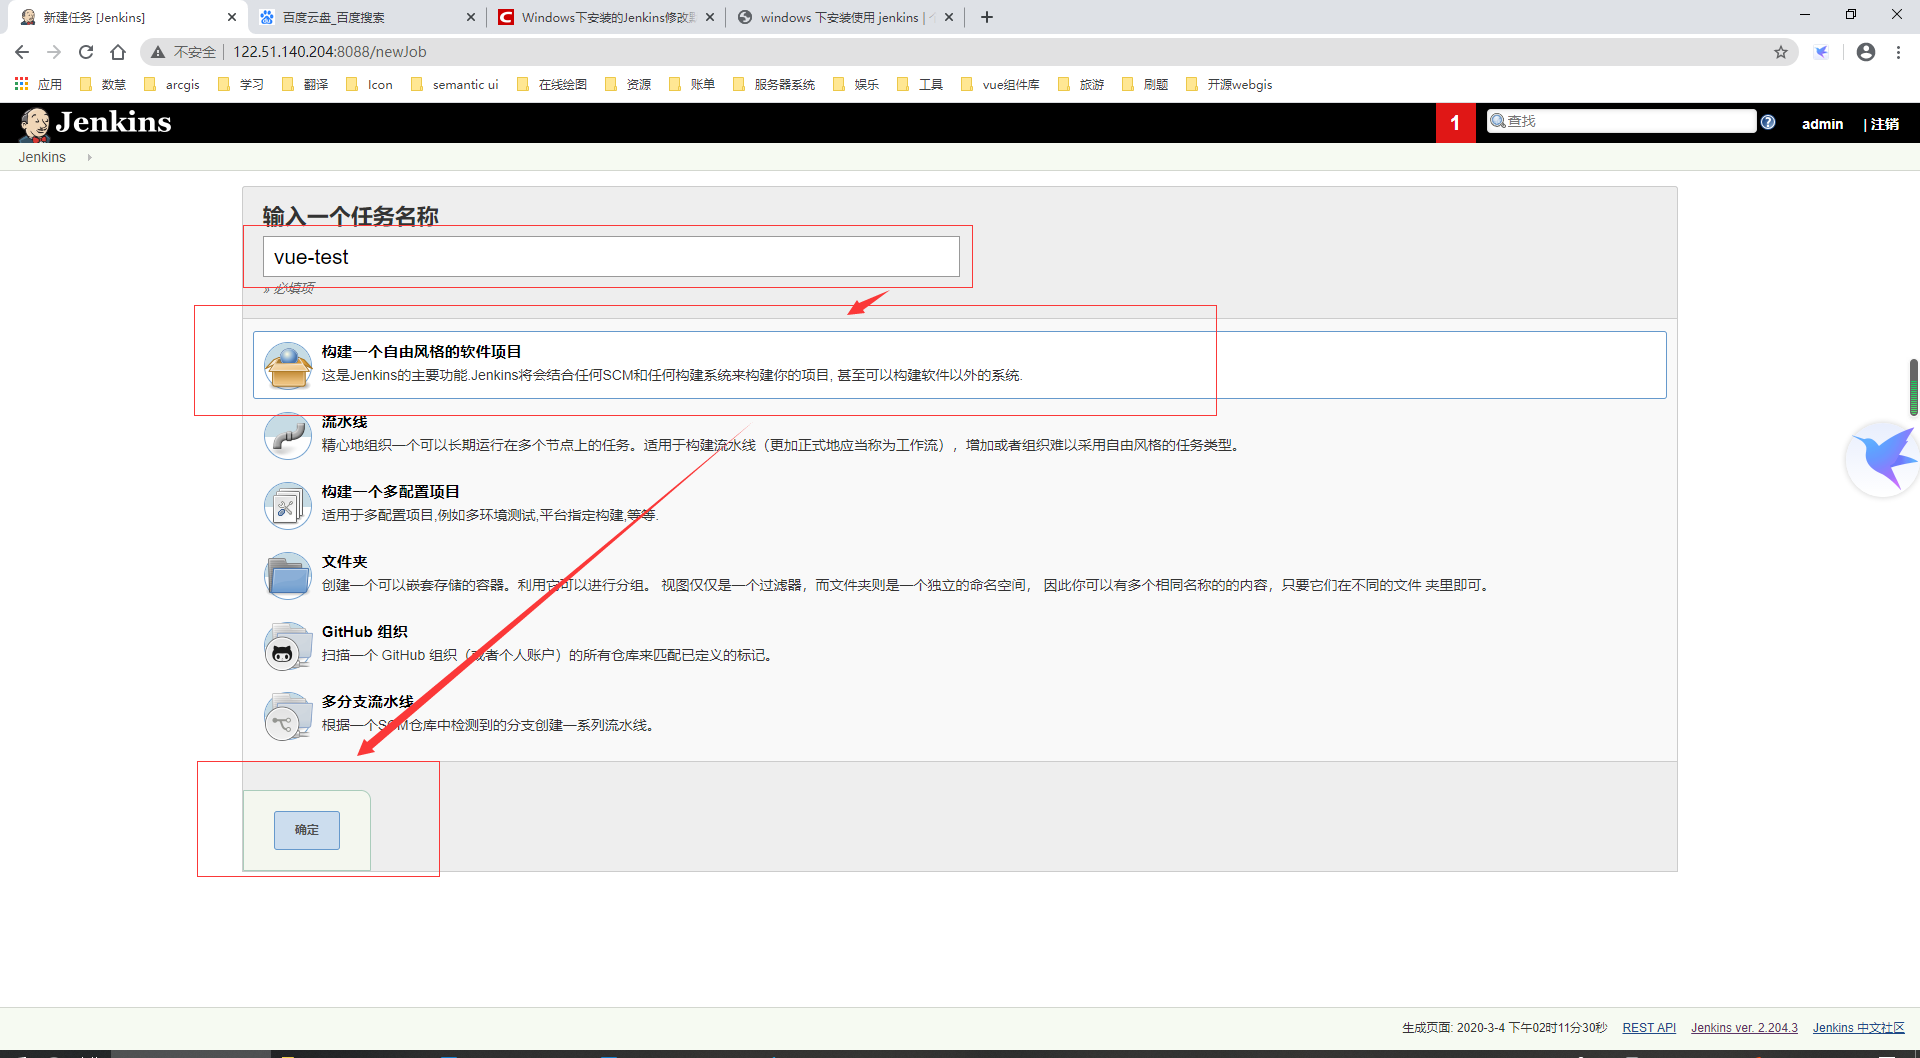 新建任务 [Jenkins]
百度云盘_百度搜索
Windows下安装的Jenkins修改
windows 下安装使用 jenkins |
不安全
122.51.140.204:8088/newJob
应用
数慧
arcgis
学习
翻译
Icon
semantic ui
在线绘图
资源
账单
服务器系统
娱乐
工具
vue组件库
旅游
刷题
开源webgis
Jenkins
1
查找
admin
| 注销
Jenkins
输入一个任务名称
vue-test
» 必填项
构建一个自由风格的软件项目
这是Jenkins的主要功能.Jenkins将会结合任何SCM和任何构建系统来构建你的项目, 甚至可以构建软件以外的系统.
流水线
精心地组织一个可以长期运行在多个节点上的任务。适用于构建流水线（更加正式地应当称为工作流），增加或者组织难以采用自由风格的任务类型。
构建一个多配置项目
适用于多配置项目,例如多环境测试,平台指定构建,等等.
文件夹
创建一个可以嵌套存储的容器。利用它可以进行分组。 视图仅仅是一个过滤器，而文件夹则是一个独立的命名空间， 因此你可以有多个相同名称的的内容，只要它们在不同的文件 夹里即可。
GitHub 组织
扫描一个 GitHub 组织（或者个人账户）的所有仓库来匹配已定义的标记。
多分支流水线
根据一个SCM仓库中检测到的分支创建一系列流水线。
确定
生成页面: 2020-3-4 下午02时11分30秒
REST API
Jenkins ver. 2.204.3
Jenkins 中文社区